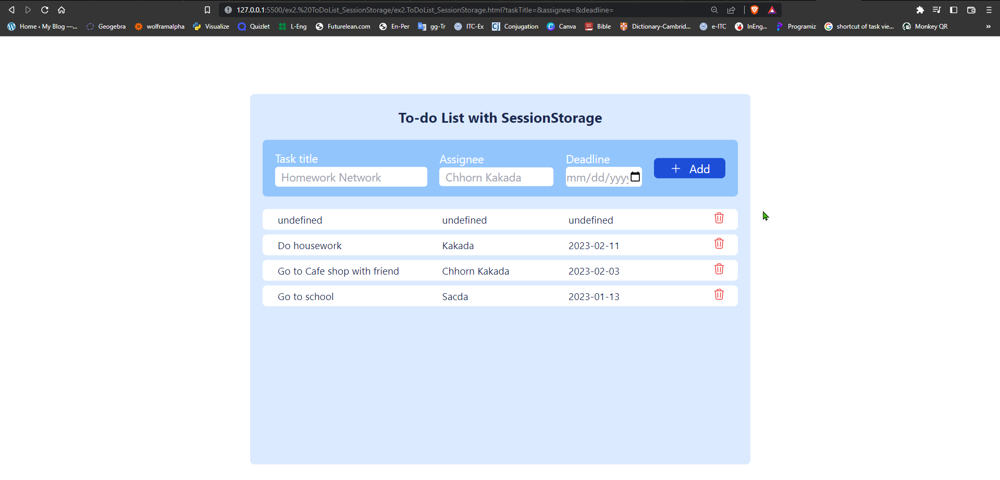 127.0.0.1:5500/ex2.%20ToDoList_SessionStorage/ex2.ToDoList_SessionStorage.html?taskTitle=&assignee=&deadline=
Home ‹ My Blog —... Geogebra wolframalpha Visualize Quizlet L-Eng Futurelean.com En-Per gg-Tr ITC-Ex Conjugation Canva Bible Dictionary-Cambrid... e-ITC InEng... Programiz shortcut of task vie... Monkey QR »
To-do List with SessionStorage
Task title Assignee Deadline
Homework Network Chhorn Kakada mm/dd/yyyy + Add
undefined undefined undefined
Do housework Kakada 2023-02-11
Go to Cafe shop with friend Chhorn Kakada 2023-02-03
Go to school Sacda 2023-01-13